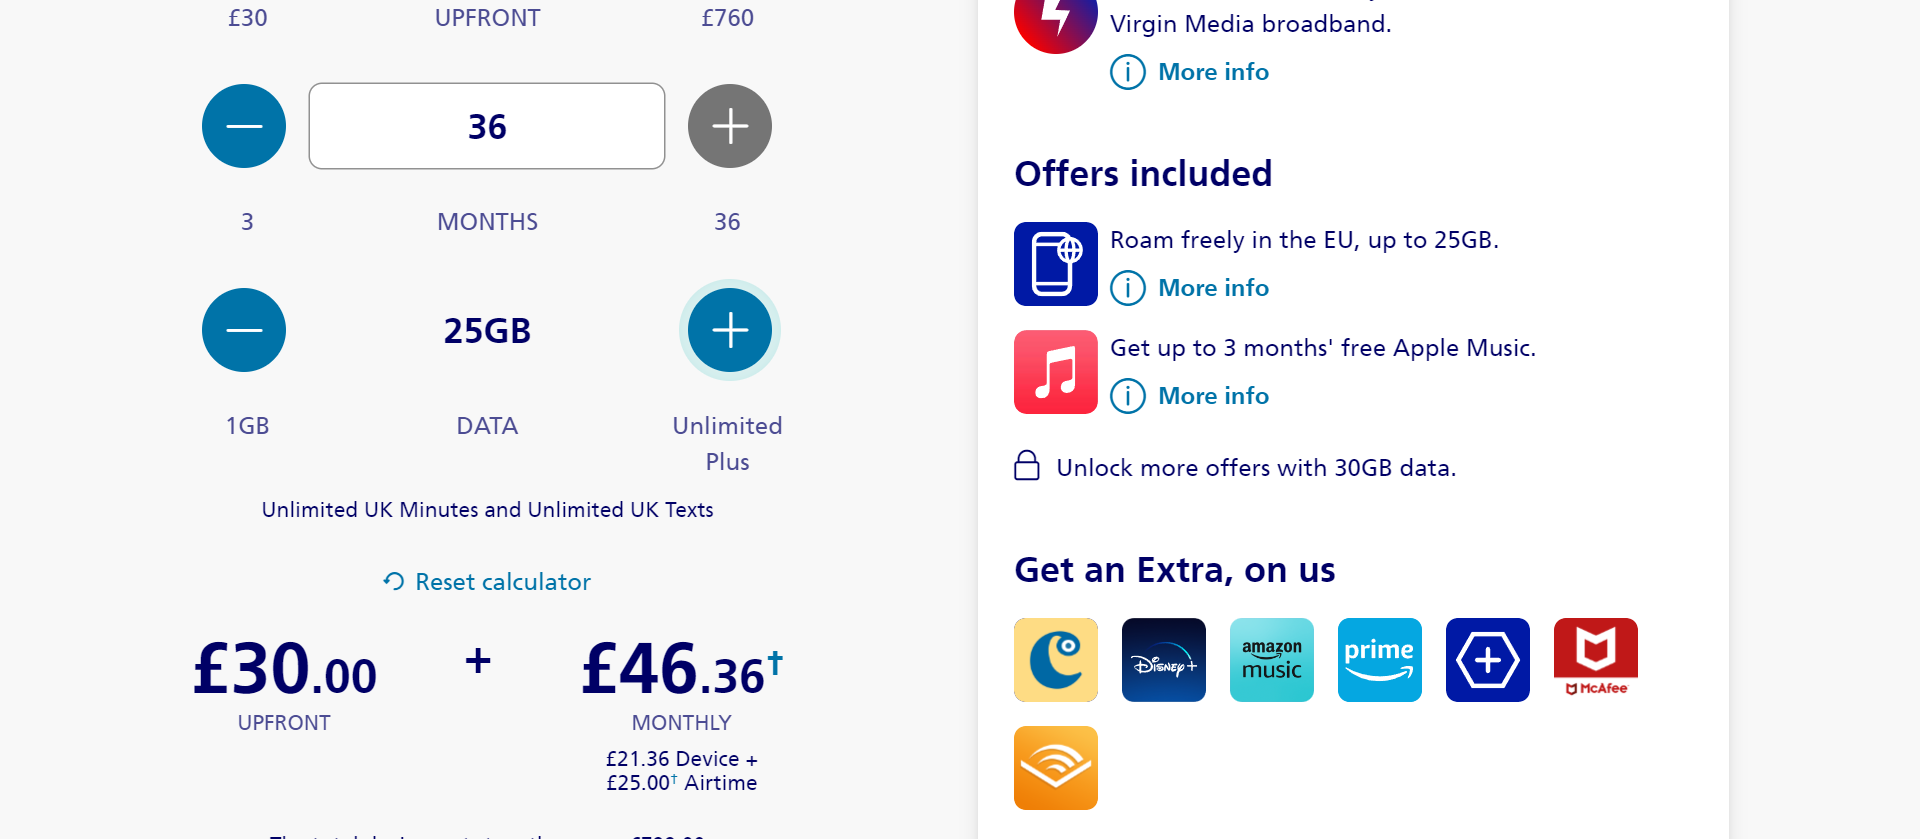 £30 UPFRONT £760
36
3 MONTHS 36
25GB
1GB DATA Unlimited
Plus
Unlimited UK Minutes and Unlimited UK Texts
Reset calculator
£30.00 + £46.36†
UPFRONT MONTHLY
£21.36 Device +
£25.00† Airtime
Virgin Media broadband.
More info
Offers included
Roam freely in the EU, up to 25GB.
More info
Get up to 3 months' free Apple Music.
More info
Unlock more offers with 30GB data.
Get an Extra, on us
Disney+
amazon
music
prime
McAfee